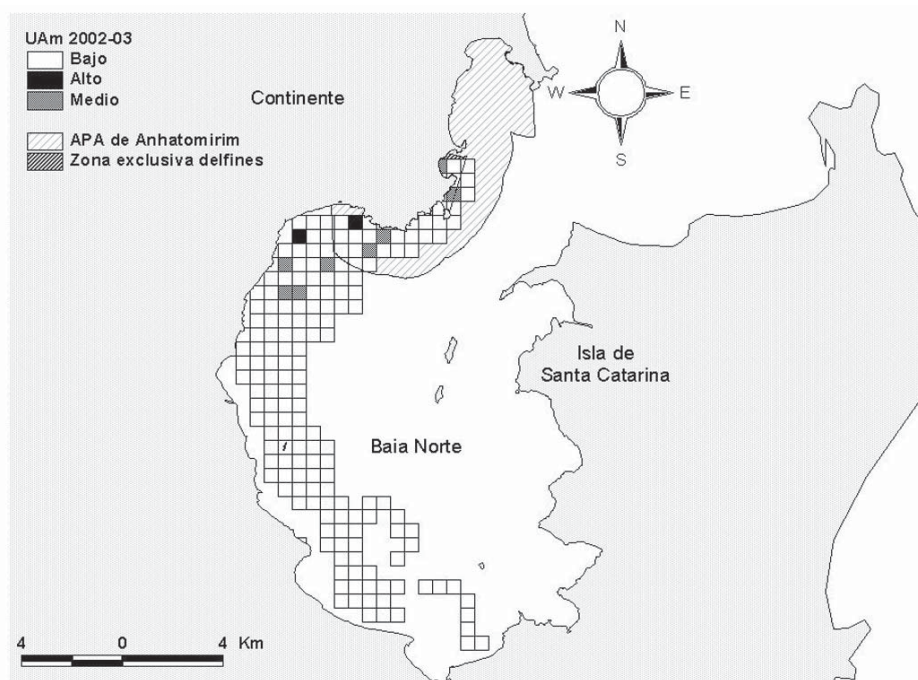 UAm 2002-03
Bajo
Alto
Medio
APA de Anhatomirim
Zona exclusiva delfines
Continente
N
W
E
S
Isla de
Santa Catarina
Baia Norte
4 0 4 Km